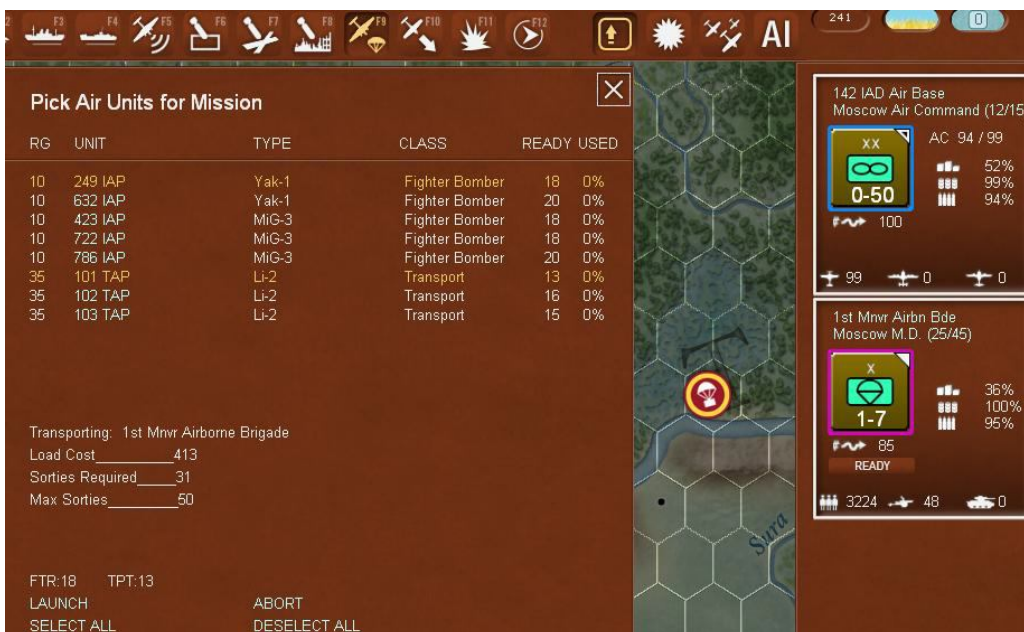 F3 F4 F5 F6 F7 F8 F9 F10 F11 F12
AI
241
0
Pick Air Units for Mission
RG UNIT TYPE CLASS READY USED
10 249 IAP Yak-1 Fighter Bomber 18 0%
10 632 IAP Yak-1 Fighter Bomber 20 0%
10 423 IAP MiG-3 Fighter Bomber 18 0%
10 722 IAP MiG-3 Fighter Bomber 18 0%
10 786 IAP MiG-3 Fighter Bomber 20 0%
35 101 TAP Li-2 Transport 13 0%
35 102 TAP Li-2 Transport 16 0%
35 103 TAP Li-2 Transport 15 0%
Transporting: 1st Mnvr Airborne Brigade
Load Cost 413
Sorties Required 31
Max Sorties 50
FTR:18 TPT:13
LAUNCH ABORT
SELECT ALL DESELECT ALL
Sura
142 IAD Air Base
Moscow Air Command (12/15
XX
0-50
AC 94 / 99
52%
99%
94%
100
99 0 0
1st Mnvr Airbn Bde
Moscow M.D. (25/45)
X
1-7
36%
100%
95%
85
READY
3224 48 0